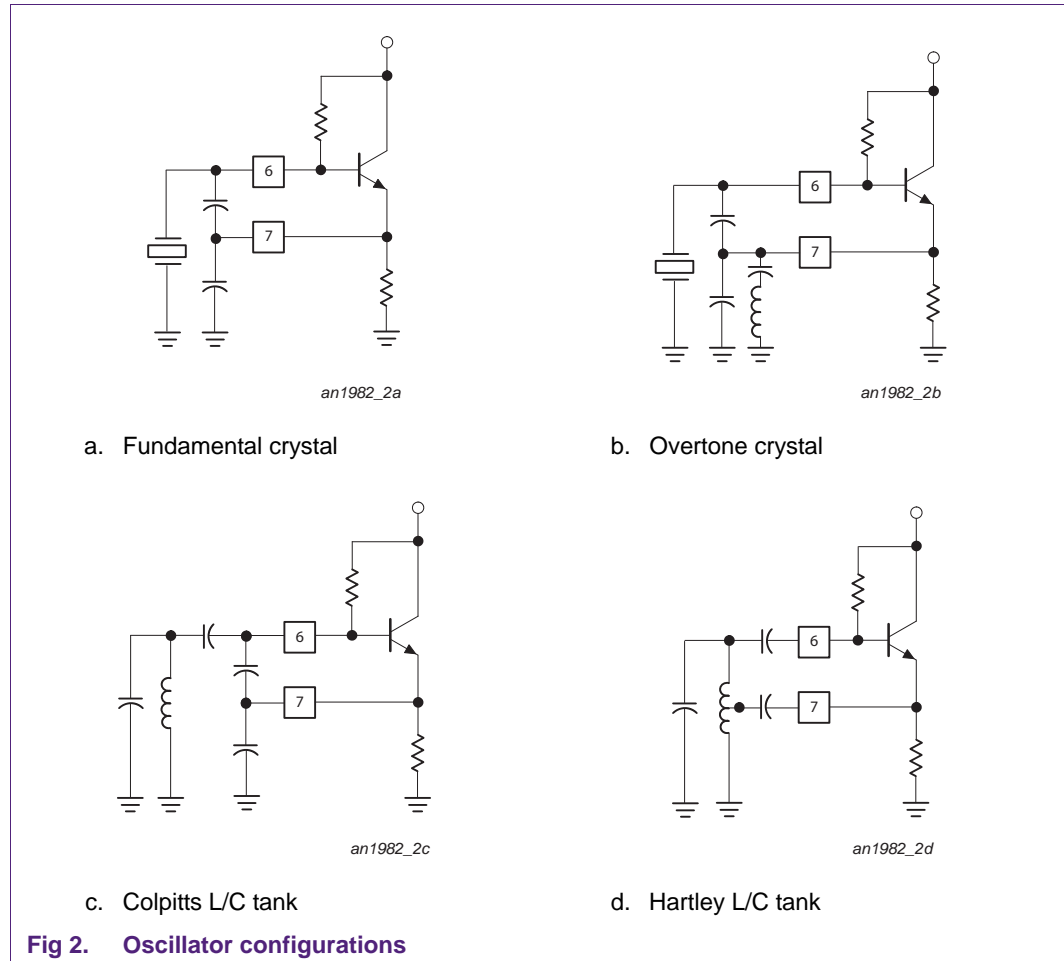 6
7
an1982_2a
a. Fundamental crystal
6
7
an1982_2b
b. Overtone crystal
6
7
an1982_2c
c. Colpitts L/C tank
6
7
an1982_2d
d. Hartley L/C tank
Fig 2. Oscillator configurations